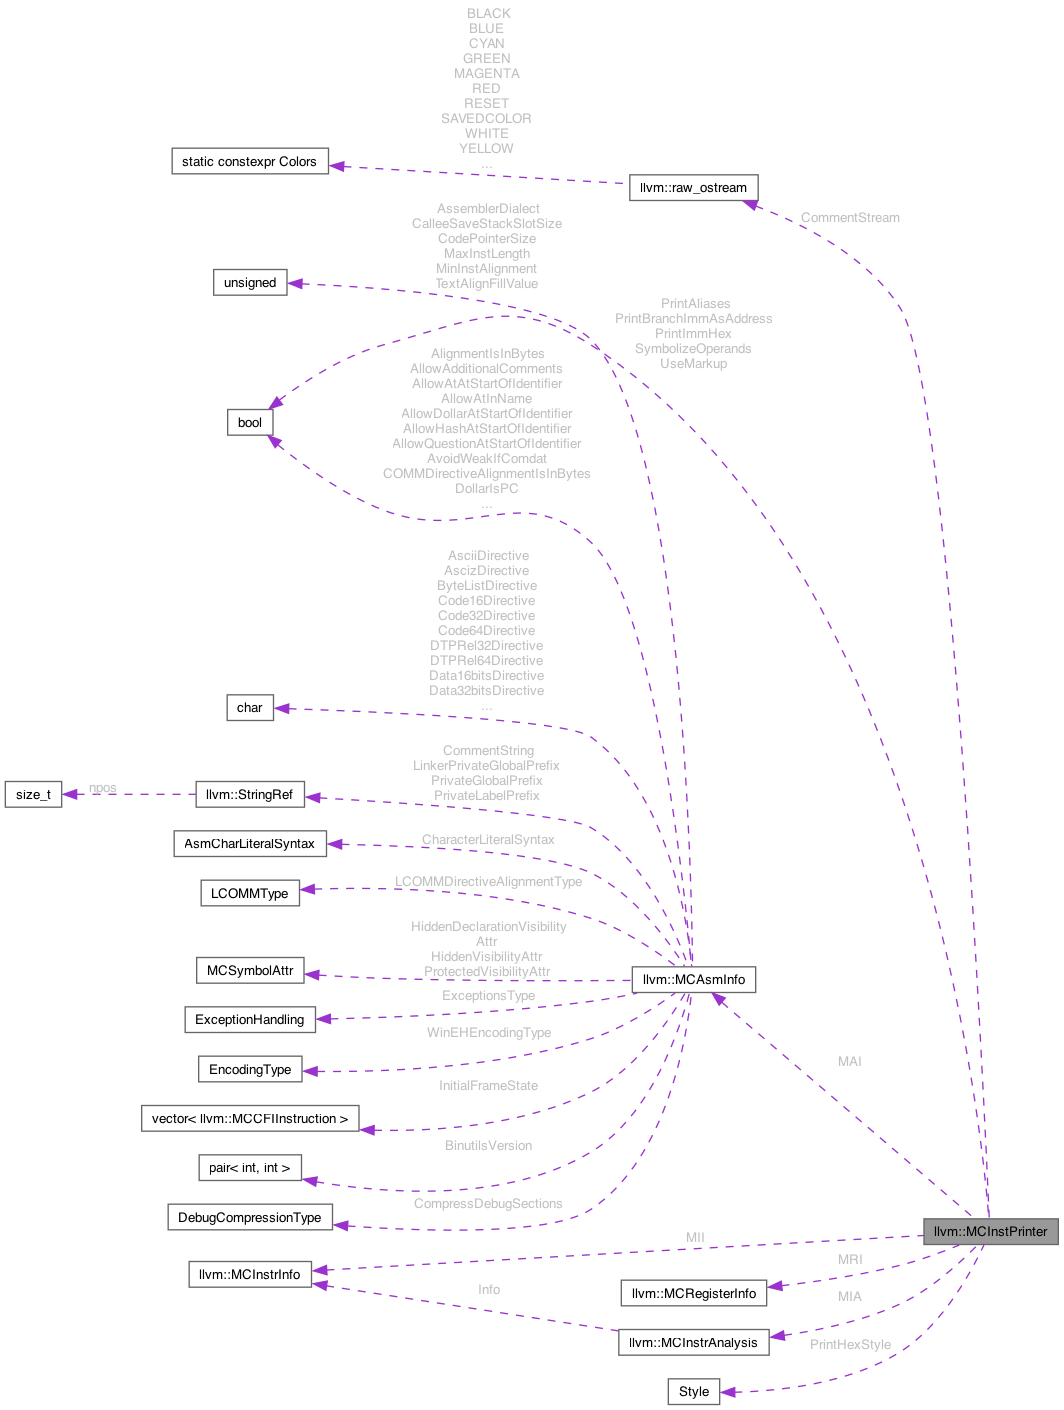 BLACK
BLUE
CYAN
GREEN
MAGENTA
RED
RESET
SAVEDCOLOR
WHITE
YELLOW
...
static constexpr Colors
llvm::raw_ostream
CommentStream
AssemblerDialect
CalleeSaveStackSlotSize
CodePointerSize
MaxInstLength
MinInstAlignment
TextAlignFillValue
unsigned
PrintAliases
PrintBranchImmAsAddress
PrintImmHex
SymbolizeOperands
UseMarkup
AlignmentIsInBytes
AllowAdditionalComments
AllowAtAtStartOfIdentifier
AllowAtInName
AllowDollarAtStartOfIdentifier
AllowHashAtStartOfIdentifier
AllowQuestionAtStartOfIdentifier
AvoidWeakIfComdat
COMMDirectiveAlignmentIsInBytes
DollarIsPC
...
bool
AsciiDirective
AscizDirective
ByteListDirective
Code16Directive
Code32Directive
Code64Directive
DTPRel32Directive
DTPRel64Directive
Data16bitsDirective
Data32bitsDirective
...
char
CommentString
LinkerPrivateGlobalPrefix
PrivateGlobalPrefix
PrivateLabelPrefix
size_t
npos
llvm::StringRef
AsmCharLiteralSyntax
CharacterLiteralSyntax
LCOMMType
LCOMMDirectiveAlignmentType
HiddenDeclarationVisibility
Attr
HiddenVisibilityAttr
ProtectedVisibilityAttr
MCSymbolAttr
llvm::MCAsmInfo
ExceptionsType
ExceptionHandling
WinEHEncodingType
EncodingType
MAI
InitialFrameState
vector< llvm::MCCFIInstruction >
BinutilsVersion
pair< int, int >
CompressDebugSections
DebugCompressionType
llvm::MCInstPrinter
MII
llvm::MCInstrInfo
MRI
llvm::MCRegisterInfo
Info
MIA
llvm::MCInstrAnalysis
PrintHexStyle
Style